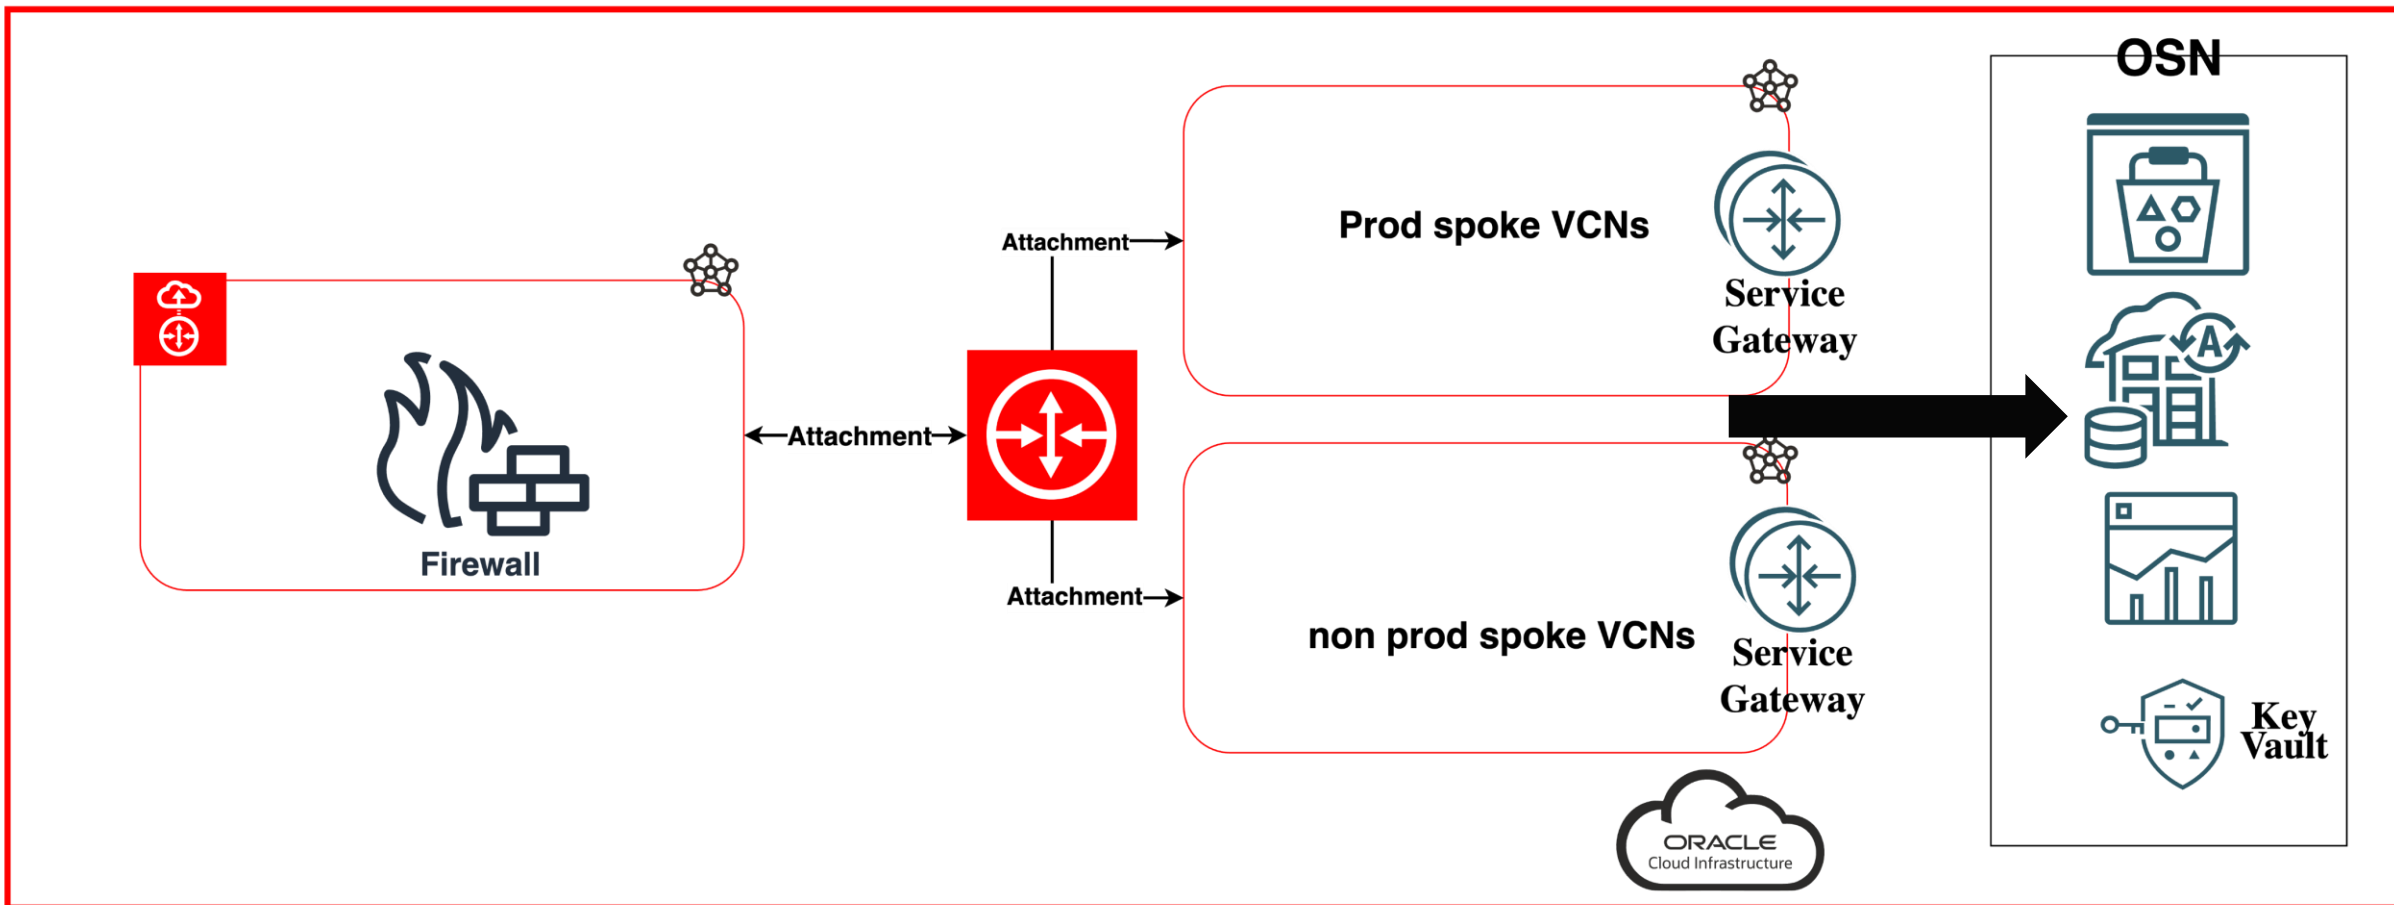 OSN
Prod spoke VCNs
Attachment
Service
Gateway
Attachment
Firewall
Attachment
non prod spoke VCNs
Service
Gateway
A
Key
Vault
ORACLE
Cloud Infrastructure